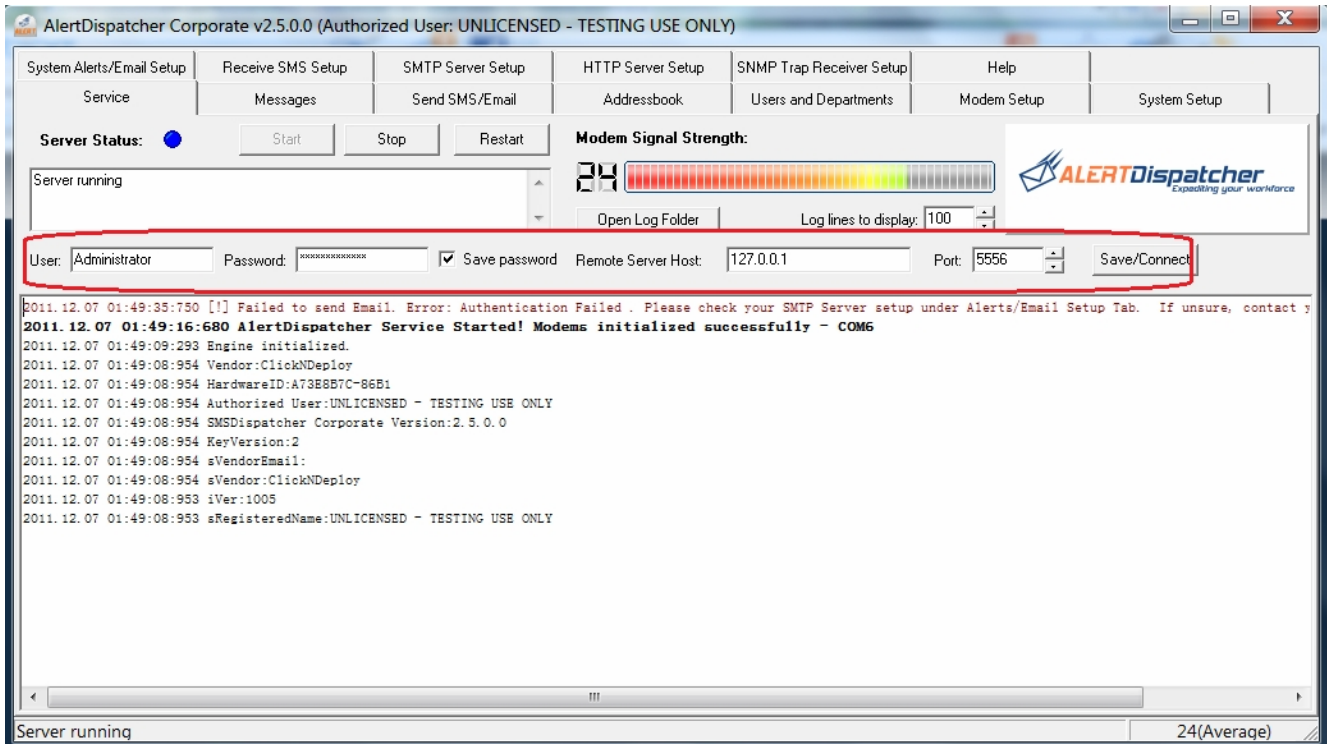 AlertDispatcher Corporate v2.5.0.0 (Authorized User: UNLICENSED - TESTING USE ONLY)
System Alerts/Email Setup Receive SMS Setup SMTP Server Setup HTTP Server Setup SNMP Trap Receiver Setup Help
Service Messages Send SMS/Email Addressbook Users and Departments Modem Setup System Setup
Server Status: Start Stop Restart Modem Signal Strength:
Server running
24
ALERTDispatcher
Expediting your workforce
Open Log Folder Log lines to display: 100
User: Administrator Password: ************* Save password Remote Server Host: 127.0.0.1 Port: 5556 Save/Connect
2011.12.07 01:49:35:750 [!] Failed to send Email. Error: Authentication Failed . Please check your SMTP Server setup under Alerts/Email Setup Tab. If unsure, contact y
2011.12.07 01:49:16:680 AlertDispatcher Service Started! Modems initialized successfully - COM6
2011.12.07 01:49:09:293 Engine initialized.
2011.12.07 01:49:08:954 Vendor:ClickNDeploy
2011.12.07 01:49:08:954 HardwareID:A73E8B7C-86B1
2011.12.07 01:49:08:954 Authorized User:UNLICENSED - TESTING USE ONLY
2011.12.07 01:49:08:954 SMSDispatcher Corporate Version:2.5.0.0
2011.12.07 01:49:08:954 KeyVersion:2
2011.12.07 01:49:08:954 sVendorEmail:
2011.12.07 01:49:08:954 sVendor:ClickNDeploy
2011.12.07 01:49:08:953 iVer:1005
2011.12.07 01:49:08:953 sRegisteredName:UNLICENSED - TESTING USE ONLY
Server running 24(Average)